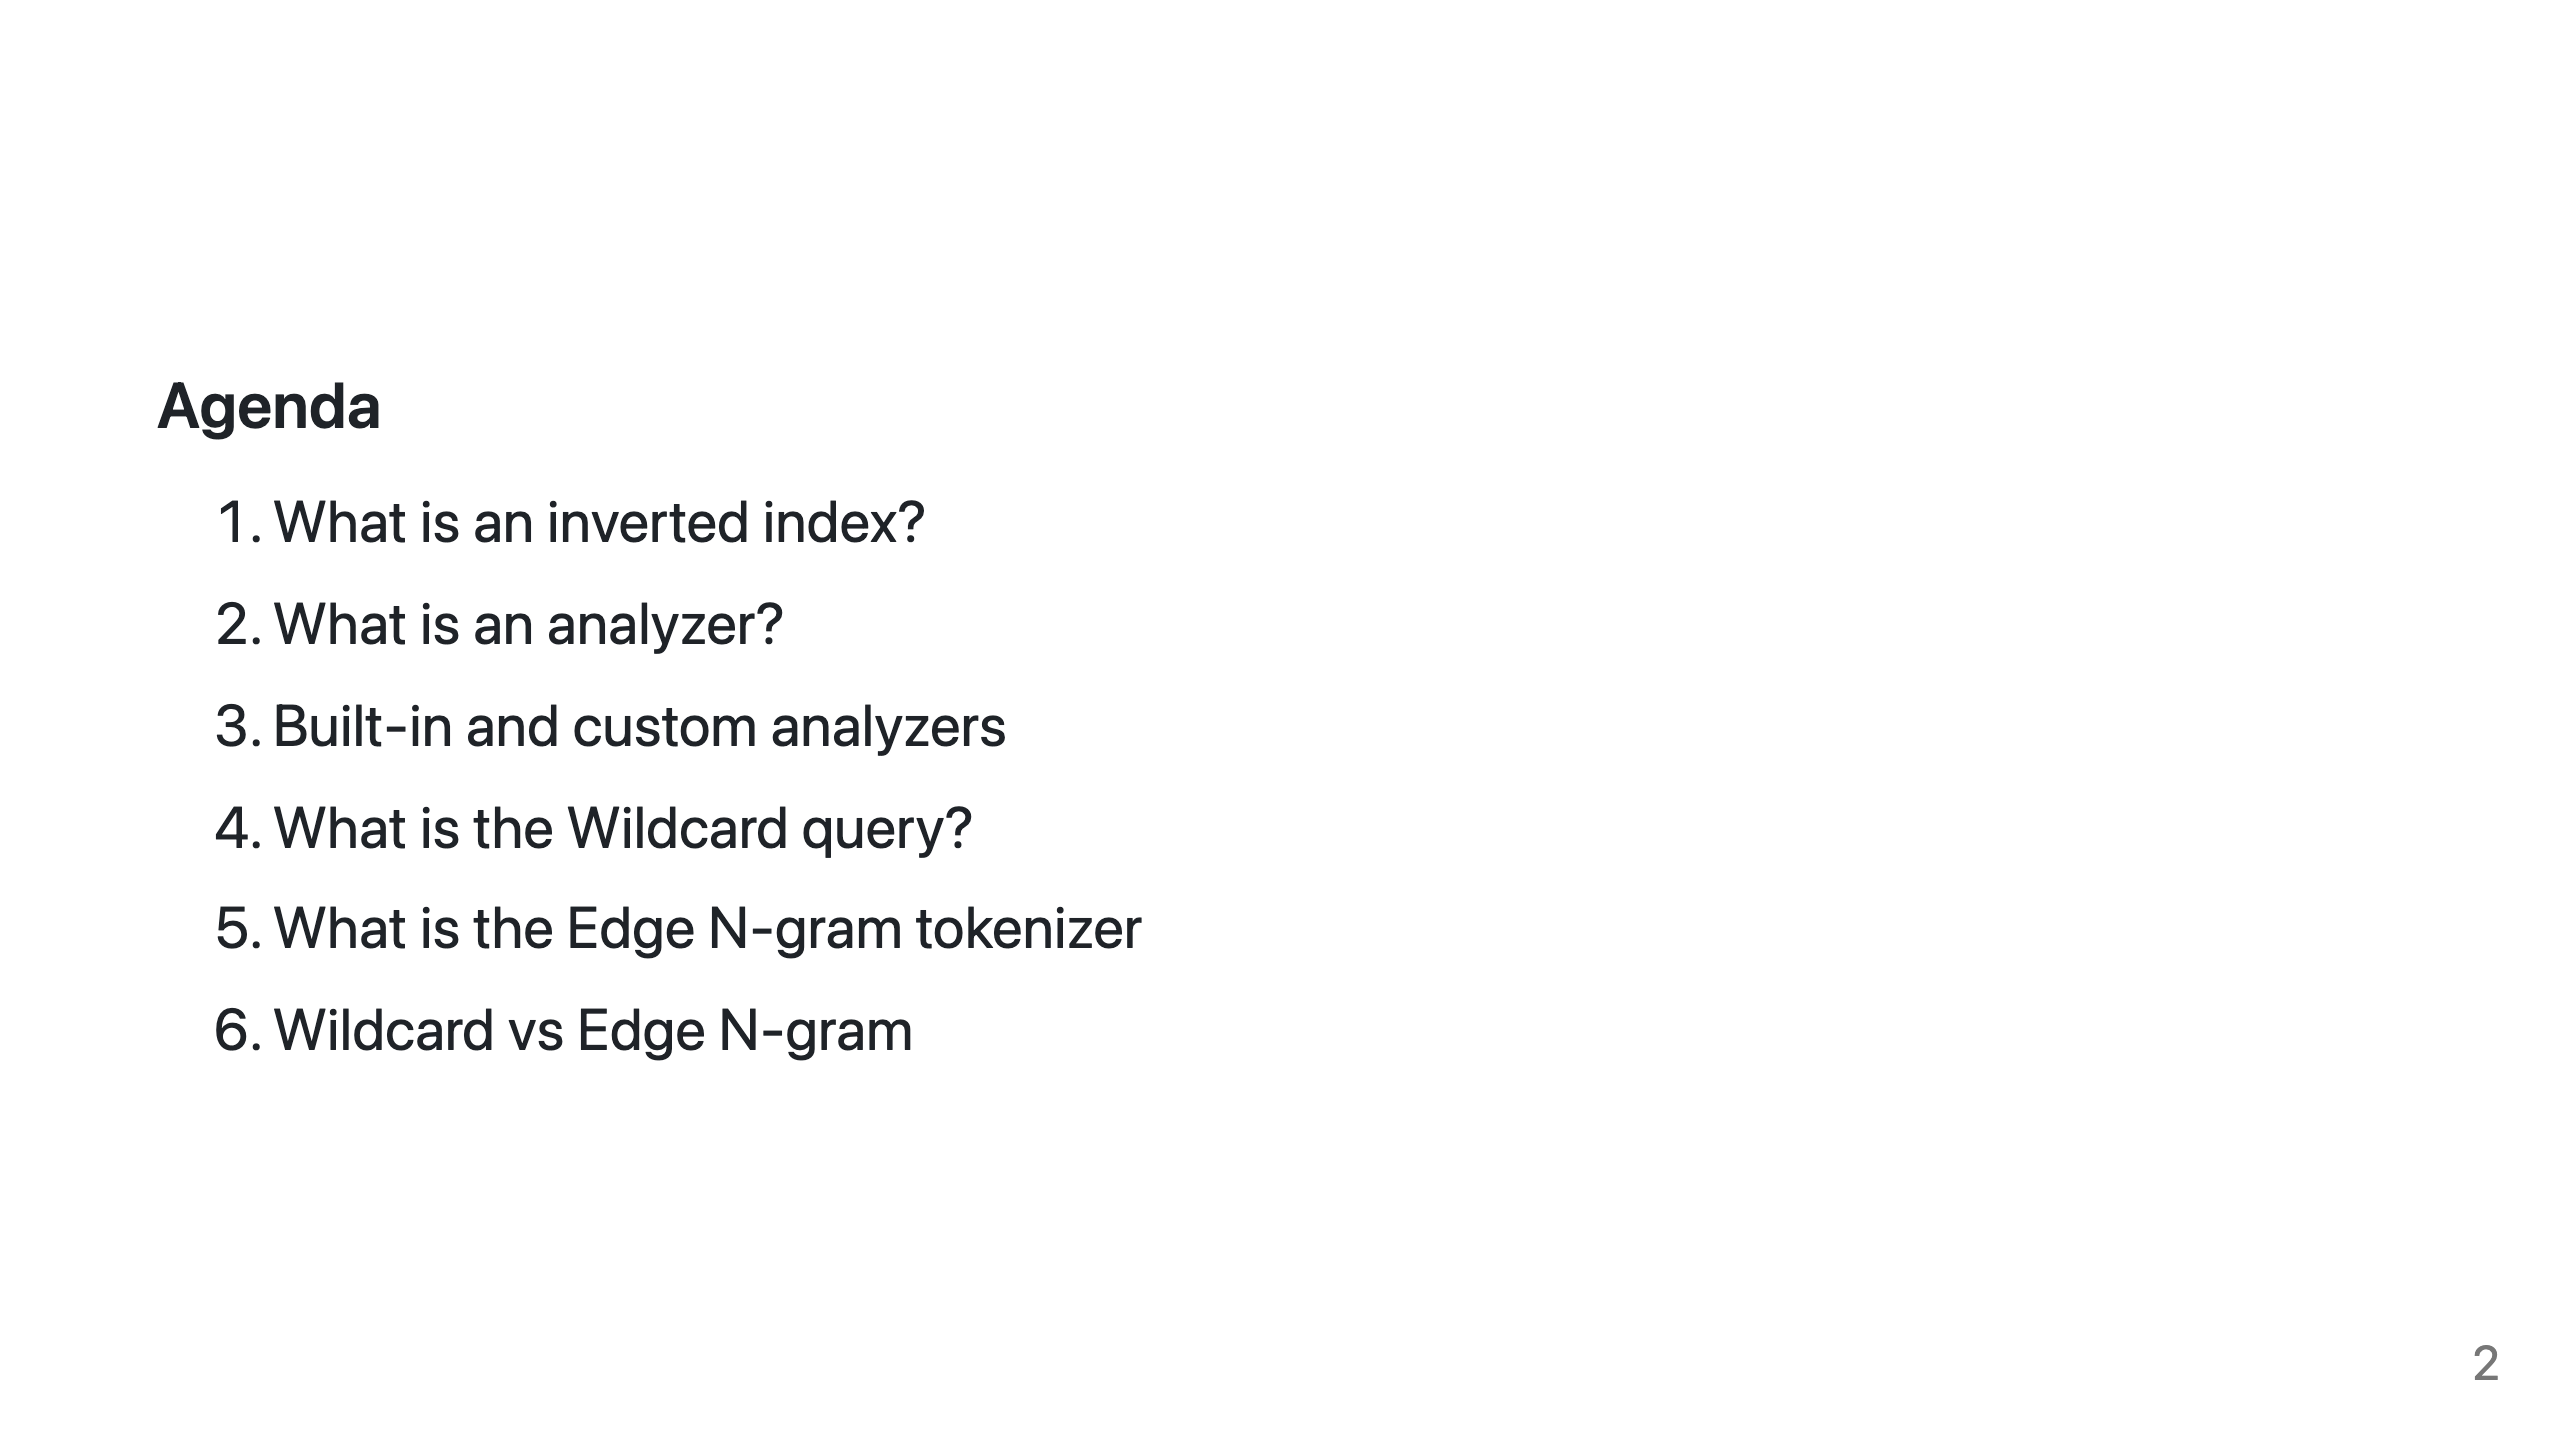 Agenda
1. What is an inverted index?
2. What is an analyzer?
3. Built-in and custom analyzers
4. What is the Wildcard query?
5. What is the Edge N-gram tokenizer
6. Wildcard vs Edge N-gram
2